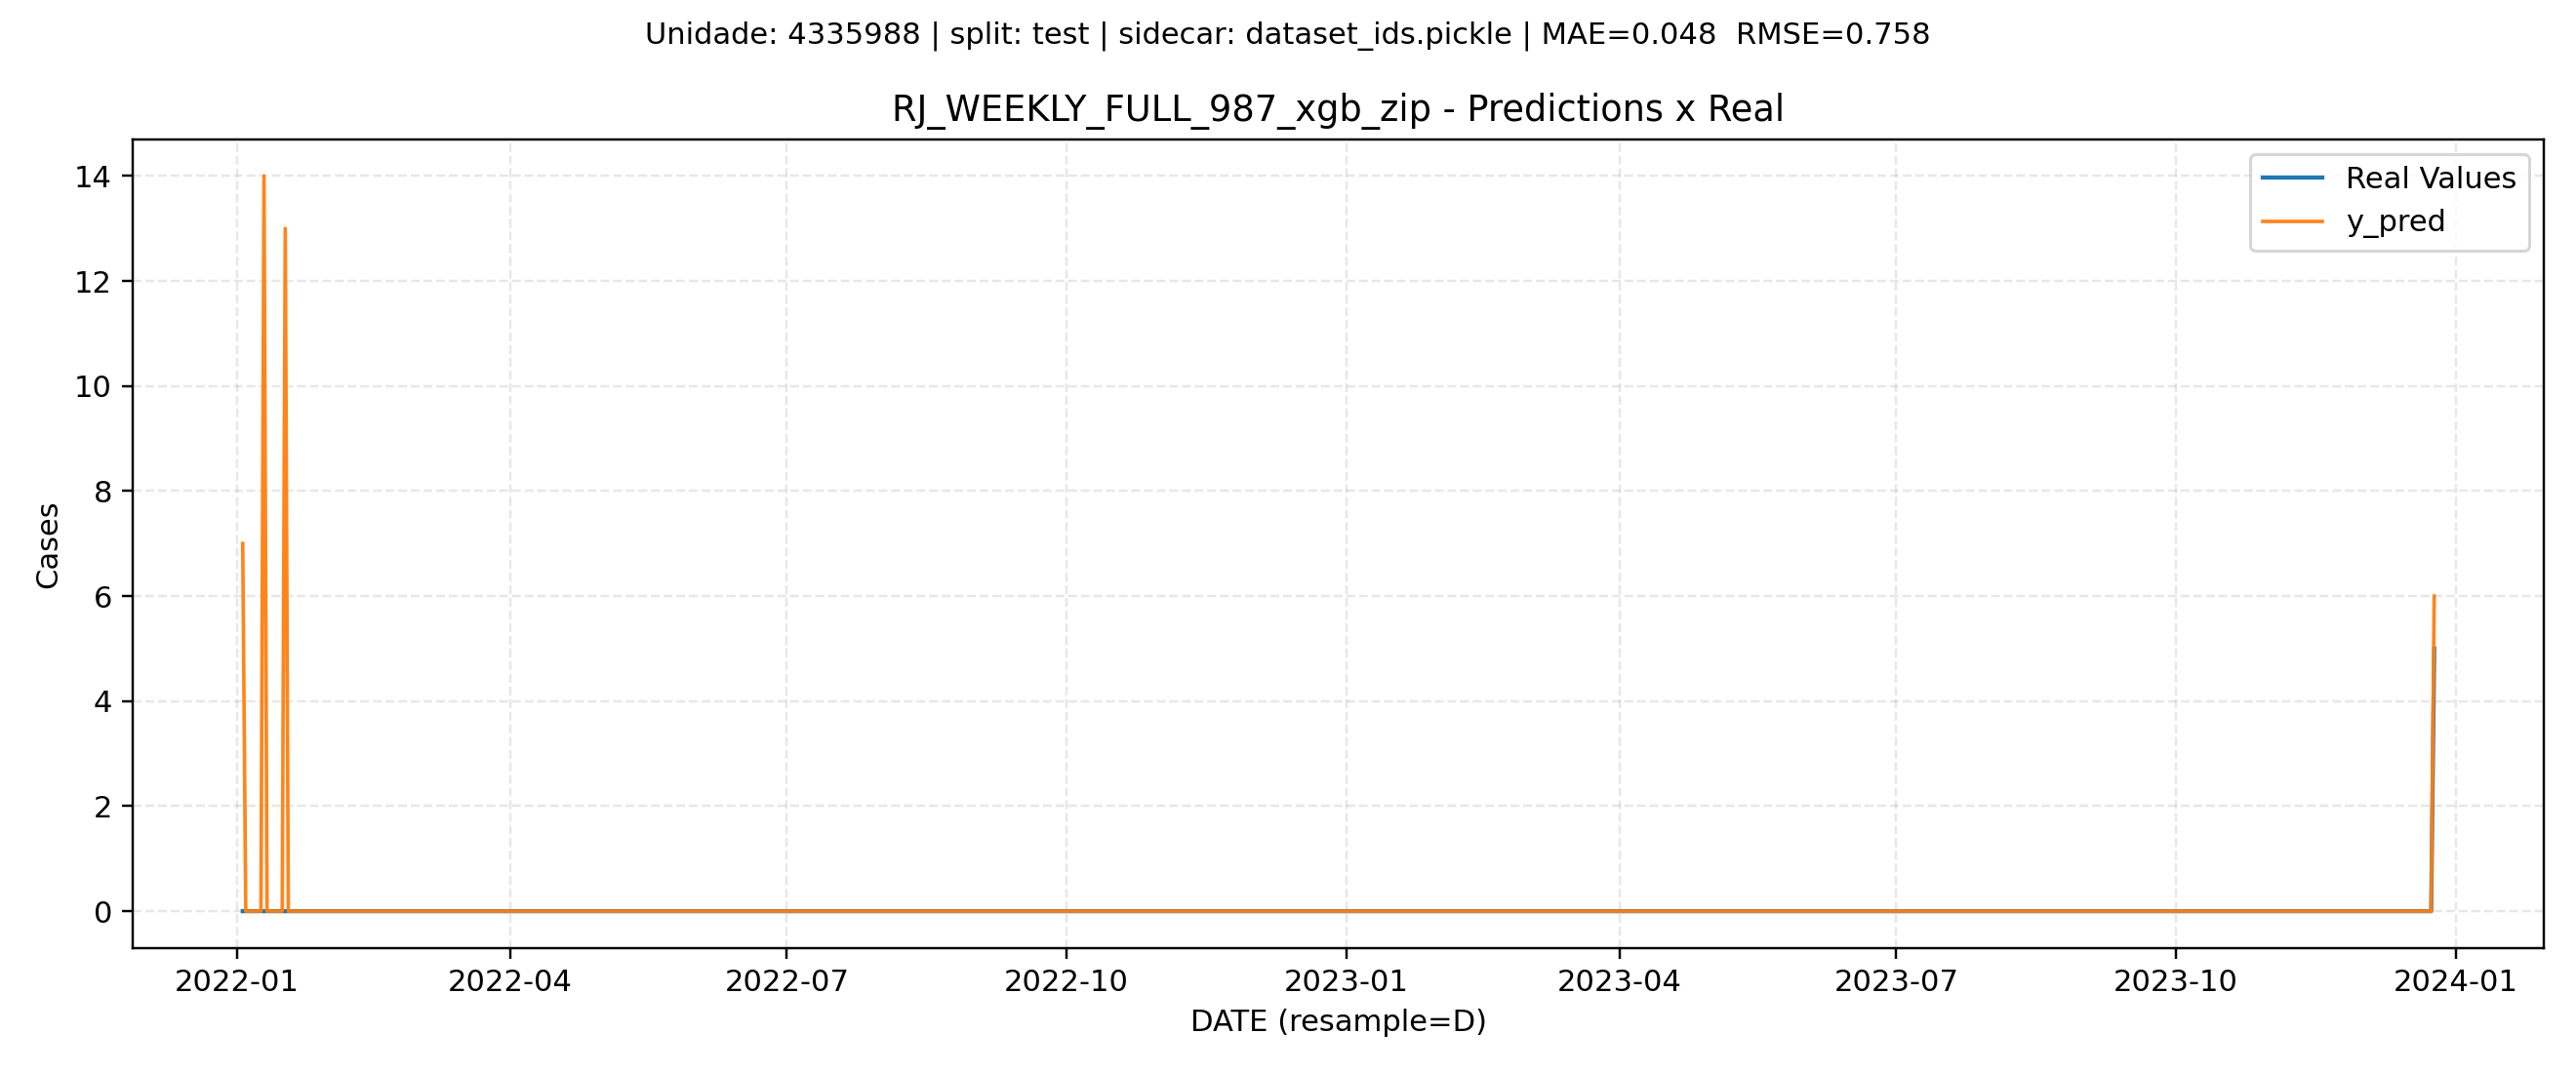 Unidade: 4335988 | split: test | sidecar: dataset_ids.pickle | MAE=0.048  RMSE=0.758
RJ_WEEKLY_FULL_987_xgb_zip - Predictions x Real
Real Values
y_pred
14
12
10
8
6
4
2
0
Cases
2022-01
2022-04
2022-07
2022-10
2023-01
2023-04
2023-07
2023-10
2024-01
DATE (resample=D)